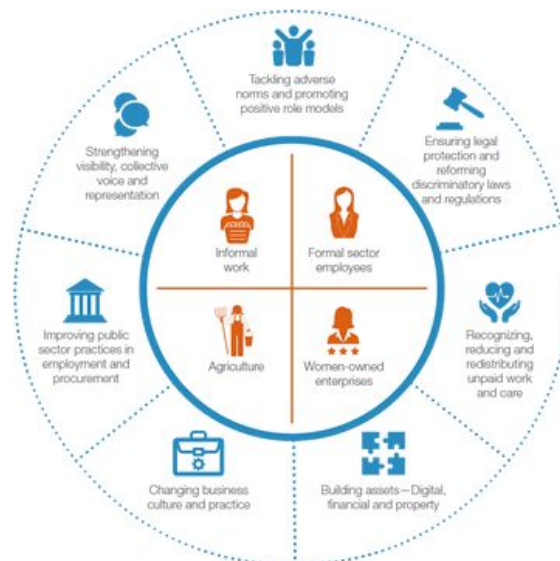 Tackling adverse
norms and promoting
positive role models
Ensuring legal
protection and
reforming
discriminatory laws
and regulations
Recognizing,
reducing and
redistributing
unpaid work
and care
Building assets—Digital,
financial and property
Changing business
culture and practice
Improving public
sector practices in
employment and
procurement
Strengthening
visibility, collective
voice and
representation
Informal
work
Formal sector
employees
Agriculture
Women-owned
enterprises